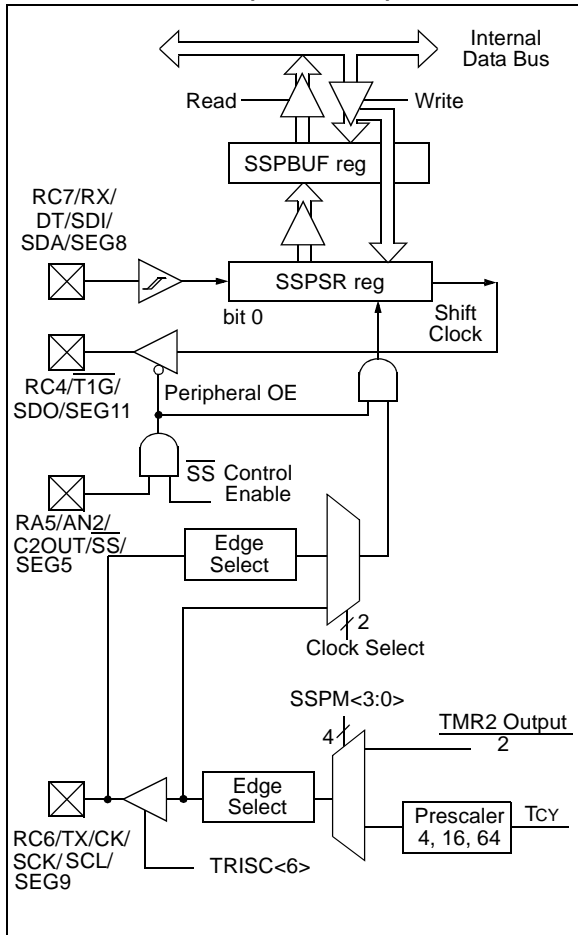 Internal
Data Bus
Read
Write
SSPBUF reg
RC7/RX/
DT/SDI/
SDA/SEG8
SSPSR reg
bit 0
Shift
Clock
RC4/T1G/
SDO/SEG11
Peripheral OE
SS Control
Enable
RA5/AN2/
C2OUT/SS/
SEG5
Edge
Select
2
Clock Select
SSPM<3:0>
4
TMR2 Output
2
Edge
Select
Prescaler
4, 16, 64
TCY
RC6/TX/CK/
SCK/SCL/
SEG9
TRISC<6>